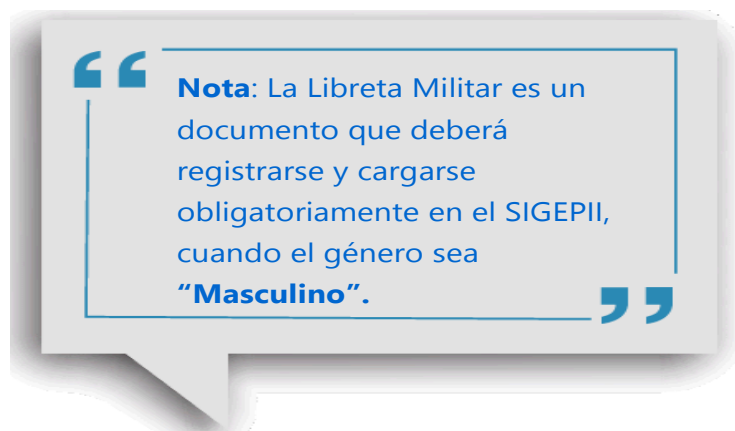 Nota: La Libreta Militar es un
documento que deberá
registrarse y cargarse
obligatoriamente en el SIGEPII,
cuando el género sea
“Masculino”.